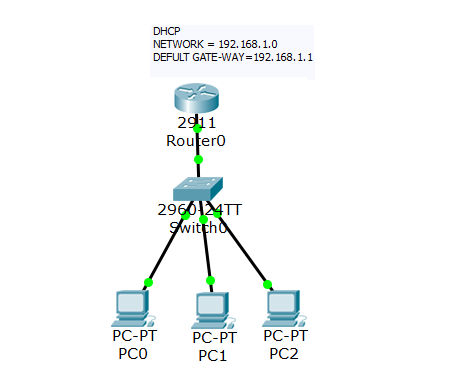 DHCP
NETWORK = 192.168.1.0
DEFULT GATE-WAY=192.168.1.1
2911
Router0
2960-24TT
Switch0
PC-PT
PC0
PC-PT
PC1
PC-PT
PC2